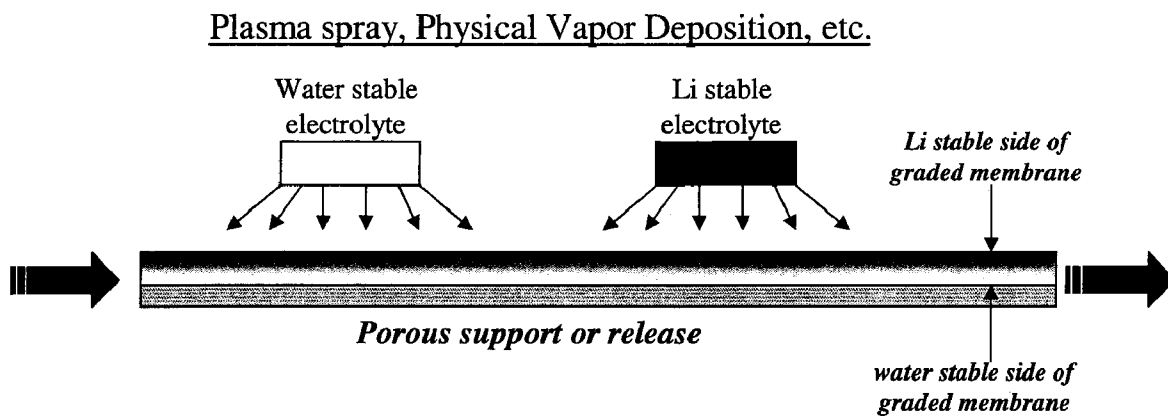 Plasma spray, Physical Vapor Deposition, etc.
Water stable
electrolyte
Li stable
electrolyte
Li stable side of
graded membrane
Porous support or release
water stable side of
graded membrane